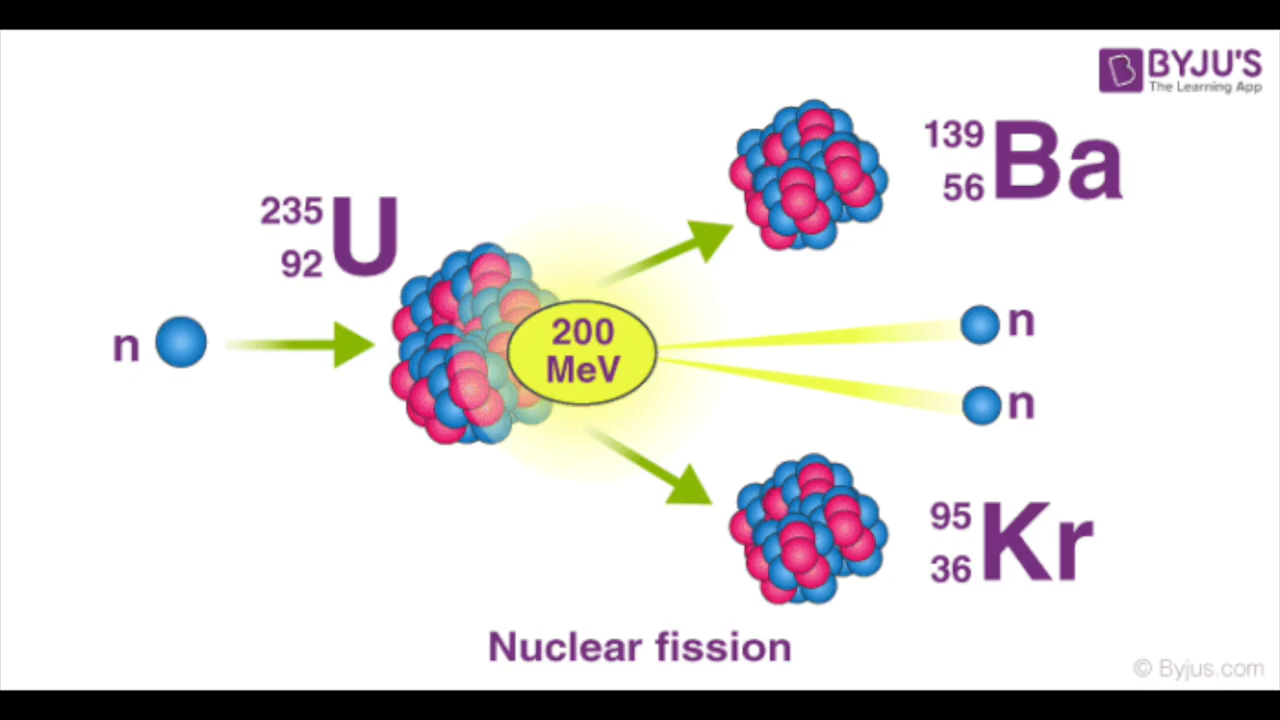 BYJU'S
The Learning App
139
56
Ba
235
92
U
n
200
MeV
n
n
95
36
Kr
Nuclear fission
© Byjus.com